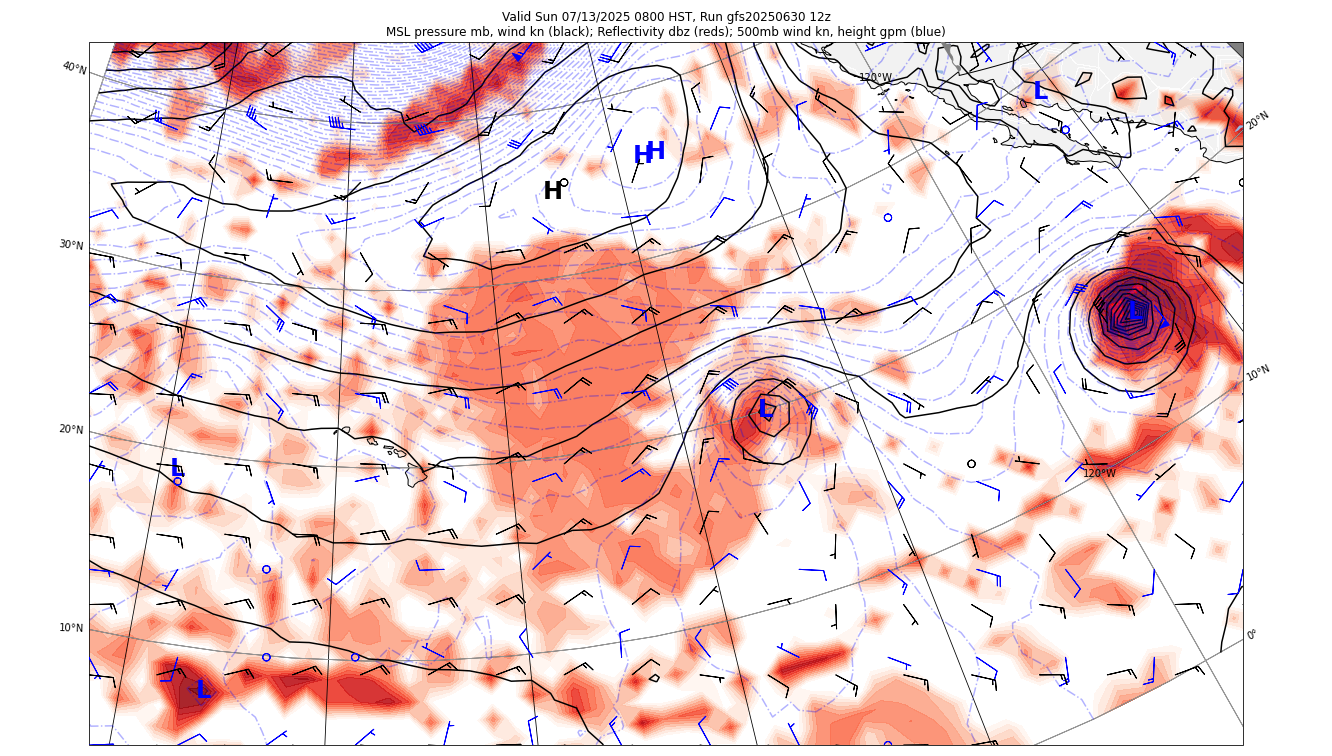 Valid Sun 07/13/2025 0800 HST, Run gfs20250630 12z
MSL pressure mb, wind kn (black); Reflectivity dbz (reds); 500mb wind kn, height gpm (blue)
40°N
120°W
L
20°N
H H
H
30°N
L
10°N
L
20°N
L
120°W
10°N
0°
L